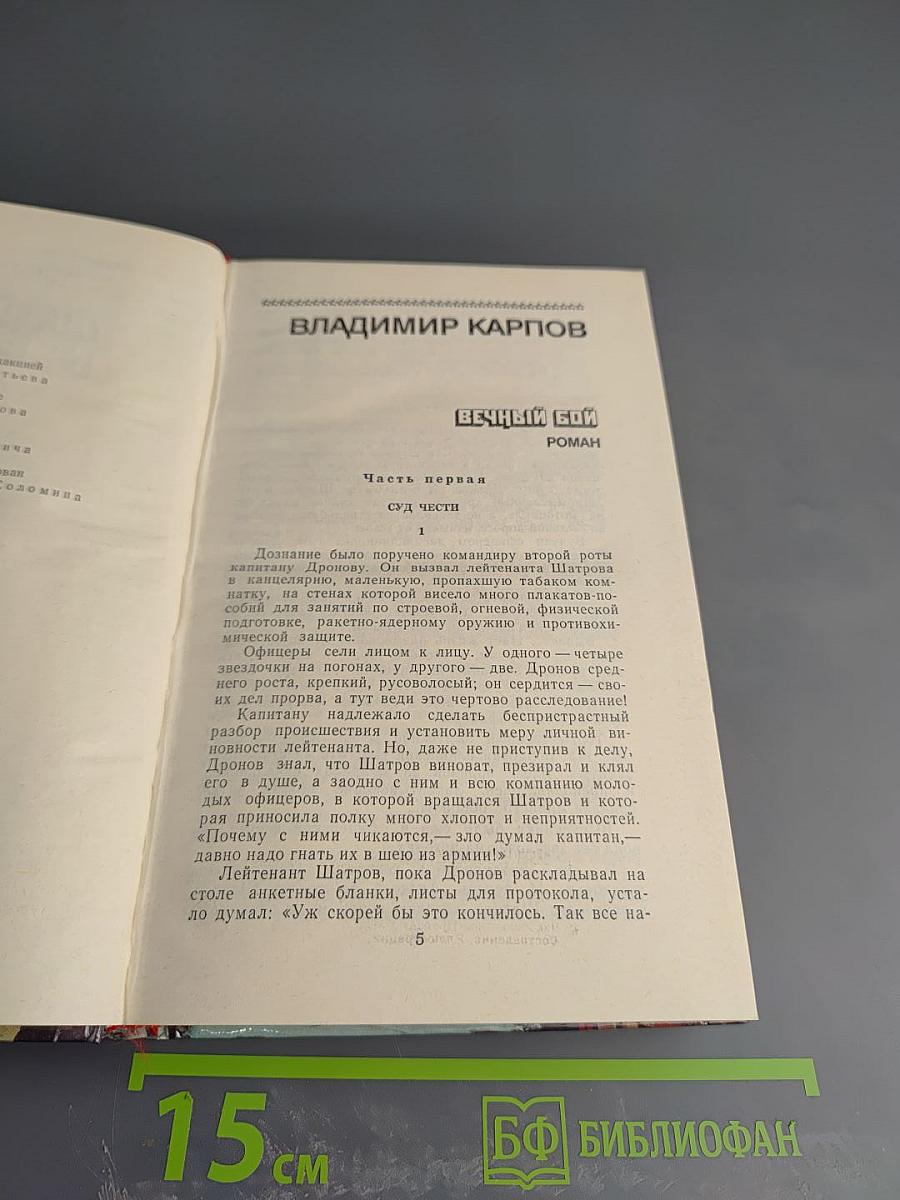 тьева
ова
ича
ован
Соломина
ВЛАДИМИР КАРПОВ
ВЕЧНЫЙ БОЙ
РОМАН
Часть первая
СУД ЧЕСТИ
1
Дознание было поручено командиру второй роты
капитану Дронову. Он вызвал лейтенанта Шатрова
в канцелярию, маленькую, пропахшую табаком ком-
натку, на стенах которой висело много плакатов-по-
собий для занятий по строевой, огневой, физической
подготовке, ракетно-ядерному оружию и противохи-
мической защите.
Офицеры сели лицом к лицу. У одного — четыре
звездочки на погонах, у другого — две. Дронов сред-
него роста, крепкий, русоволосый; он сердится — сво-
их дел прорва, а тут веди это чертово расследование!
Капитану надлежало сделать беспристрастный
разбор происшествия и установить меру личной ви-
новности лейтенанта. Но, даже не приступив к делу,
Дронов знал, что Шатров виноват, презирал и клял
его в душе, а заодно с ним и всю компанию моло-
дых офицеров, в которой вращался Шатров и кото-
рая приносила полку много хлопот и неприятностей.
«Почему с ними чикаются,— зло думал капитан,—
давно надо гнать их в шею из армии!»
Лейтенант Шатров, пока Дронов раскладывал на
столе анкетные бланки, листы для протокола, уста-
ло думал: «Уж скорей бы это кончилось. Так все на-
5
15 см
БФ БИБЛИОФАН